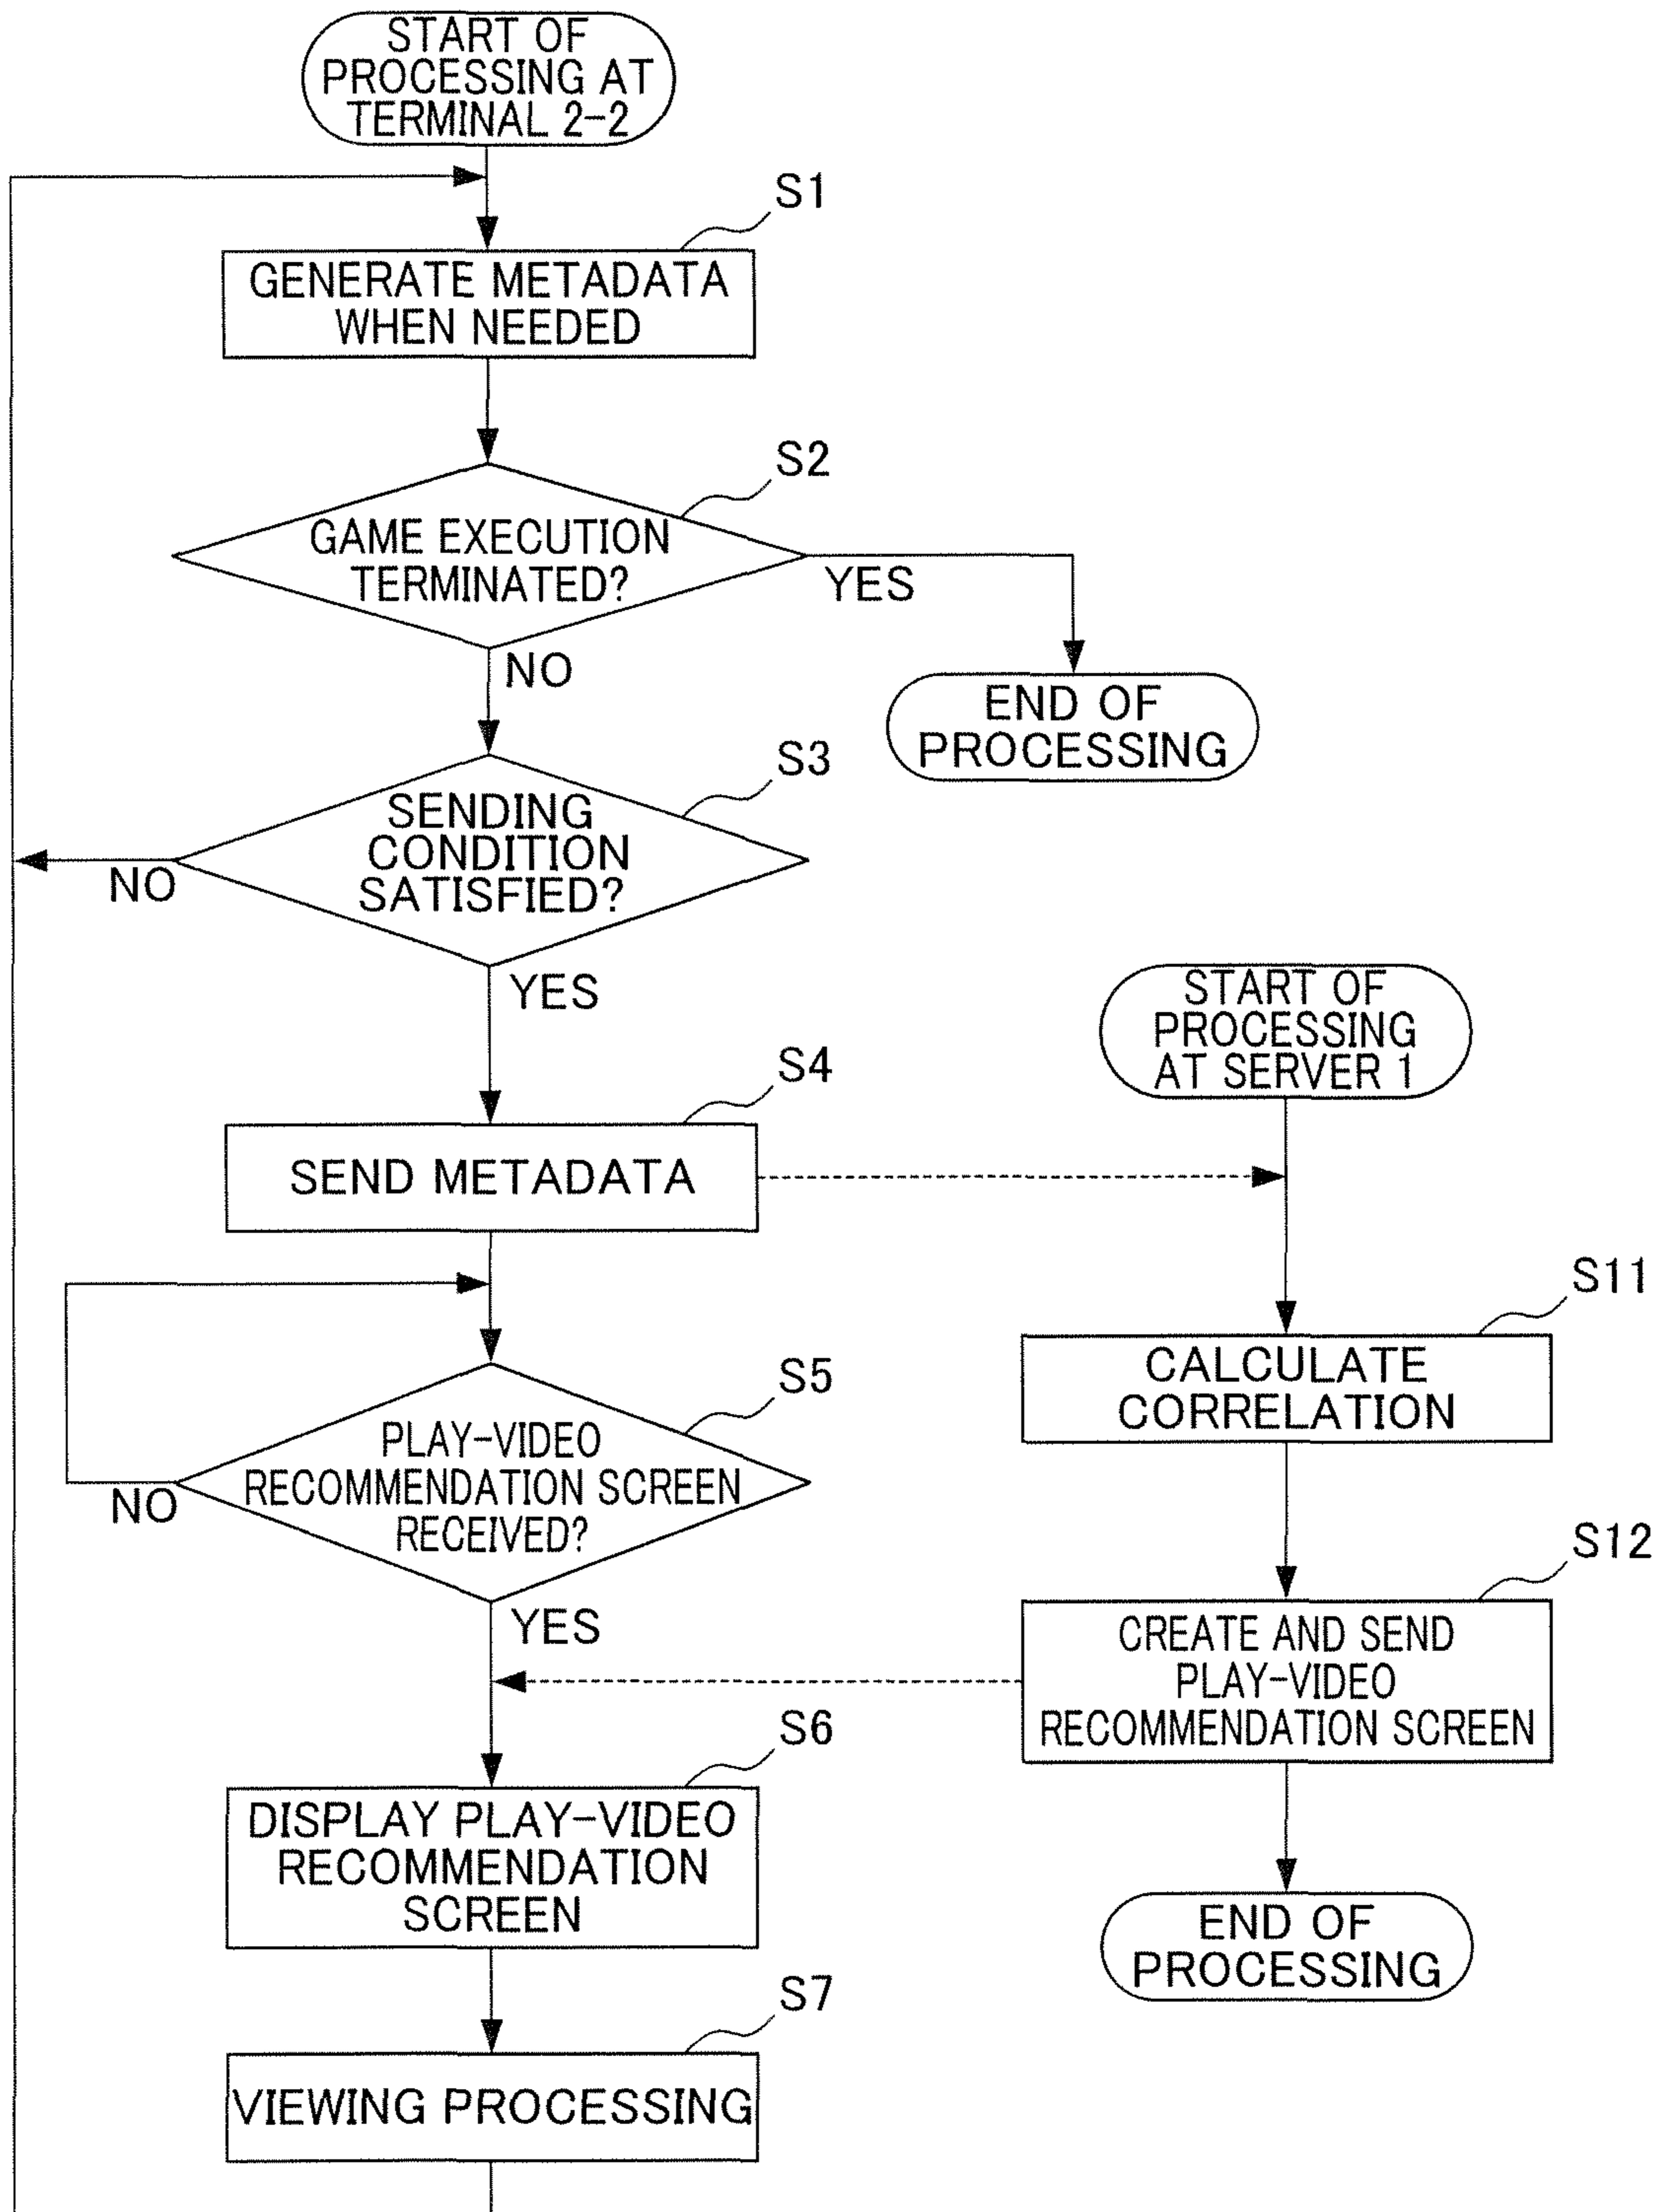 START OF
PROCESSING AT
TERMINAL 2-2
S1
GENERATE METADATA
WHEN NEEDED
S2
GAME EXECUTION
TERMINATED?
YES
NO
END OF
PROCESSING
S3
SENDING
CONDITION
SATISFIED?
NO
YES
START OF
PROCESSING
AT SERVER 1
S4
SEND METADATA
S11
CALCULATE
CORRELATION
S5
PLAY-VIDEO
RECOMMENDATION SCREEN
RECEIVED?
NO
YES
S12
CREATE AND SEND
PLAY-VIDEO
RECOMMENDATION SCREEN
S6
DISPLAY PLAY-VIDEO
RECOMMENDATION
SCREEN
END OF
PROCESSING
S7
VIEWING PROCESSING